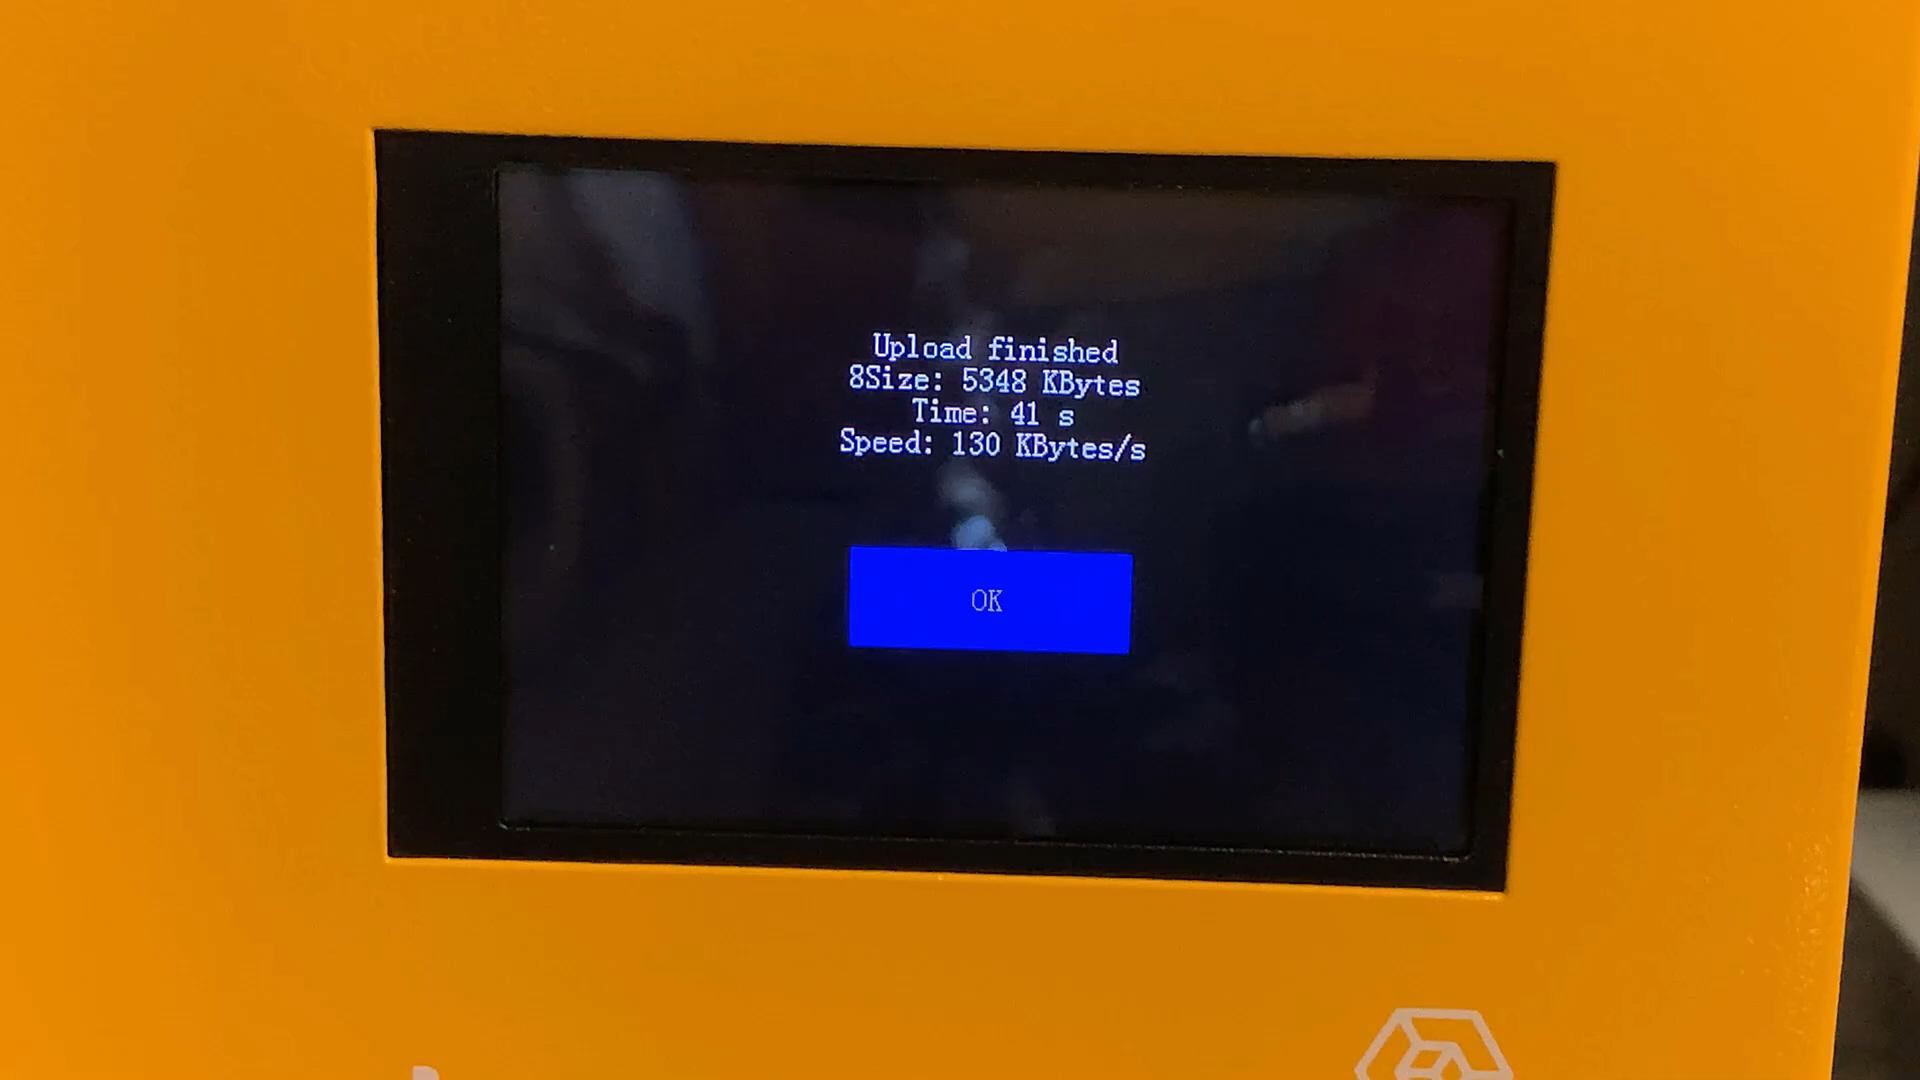 Upload finished
8Size: 5348 KBytes
Time: 41 s
Speed: 130 KBytes/s
OK